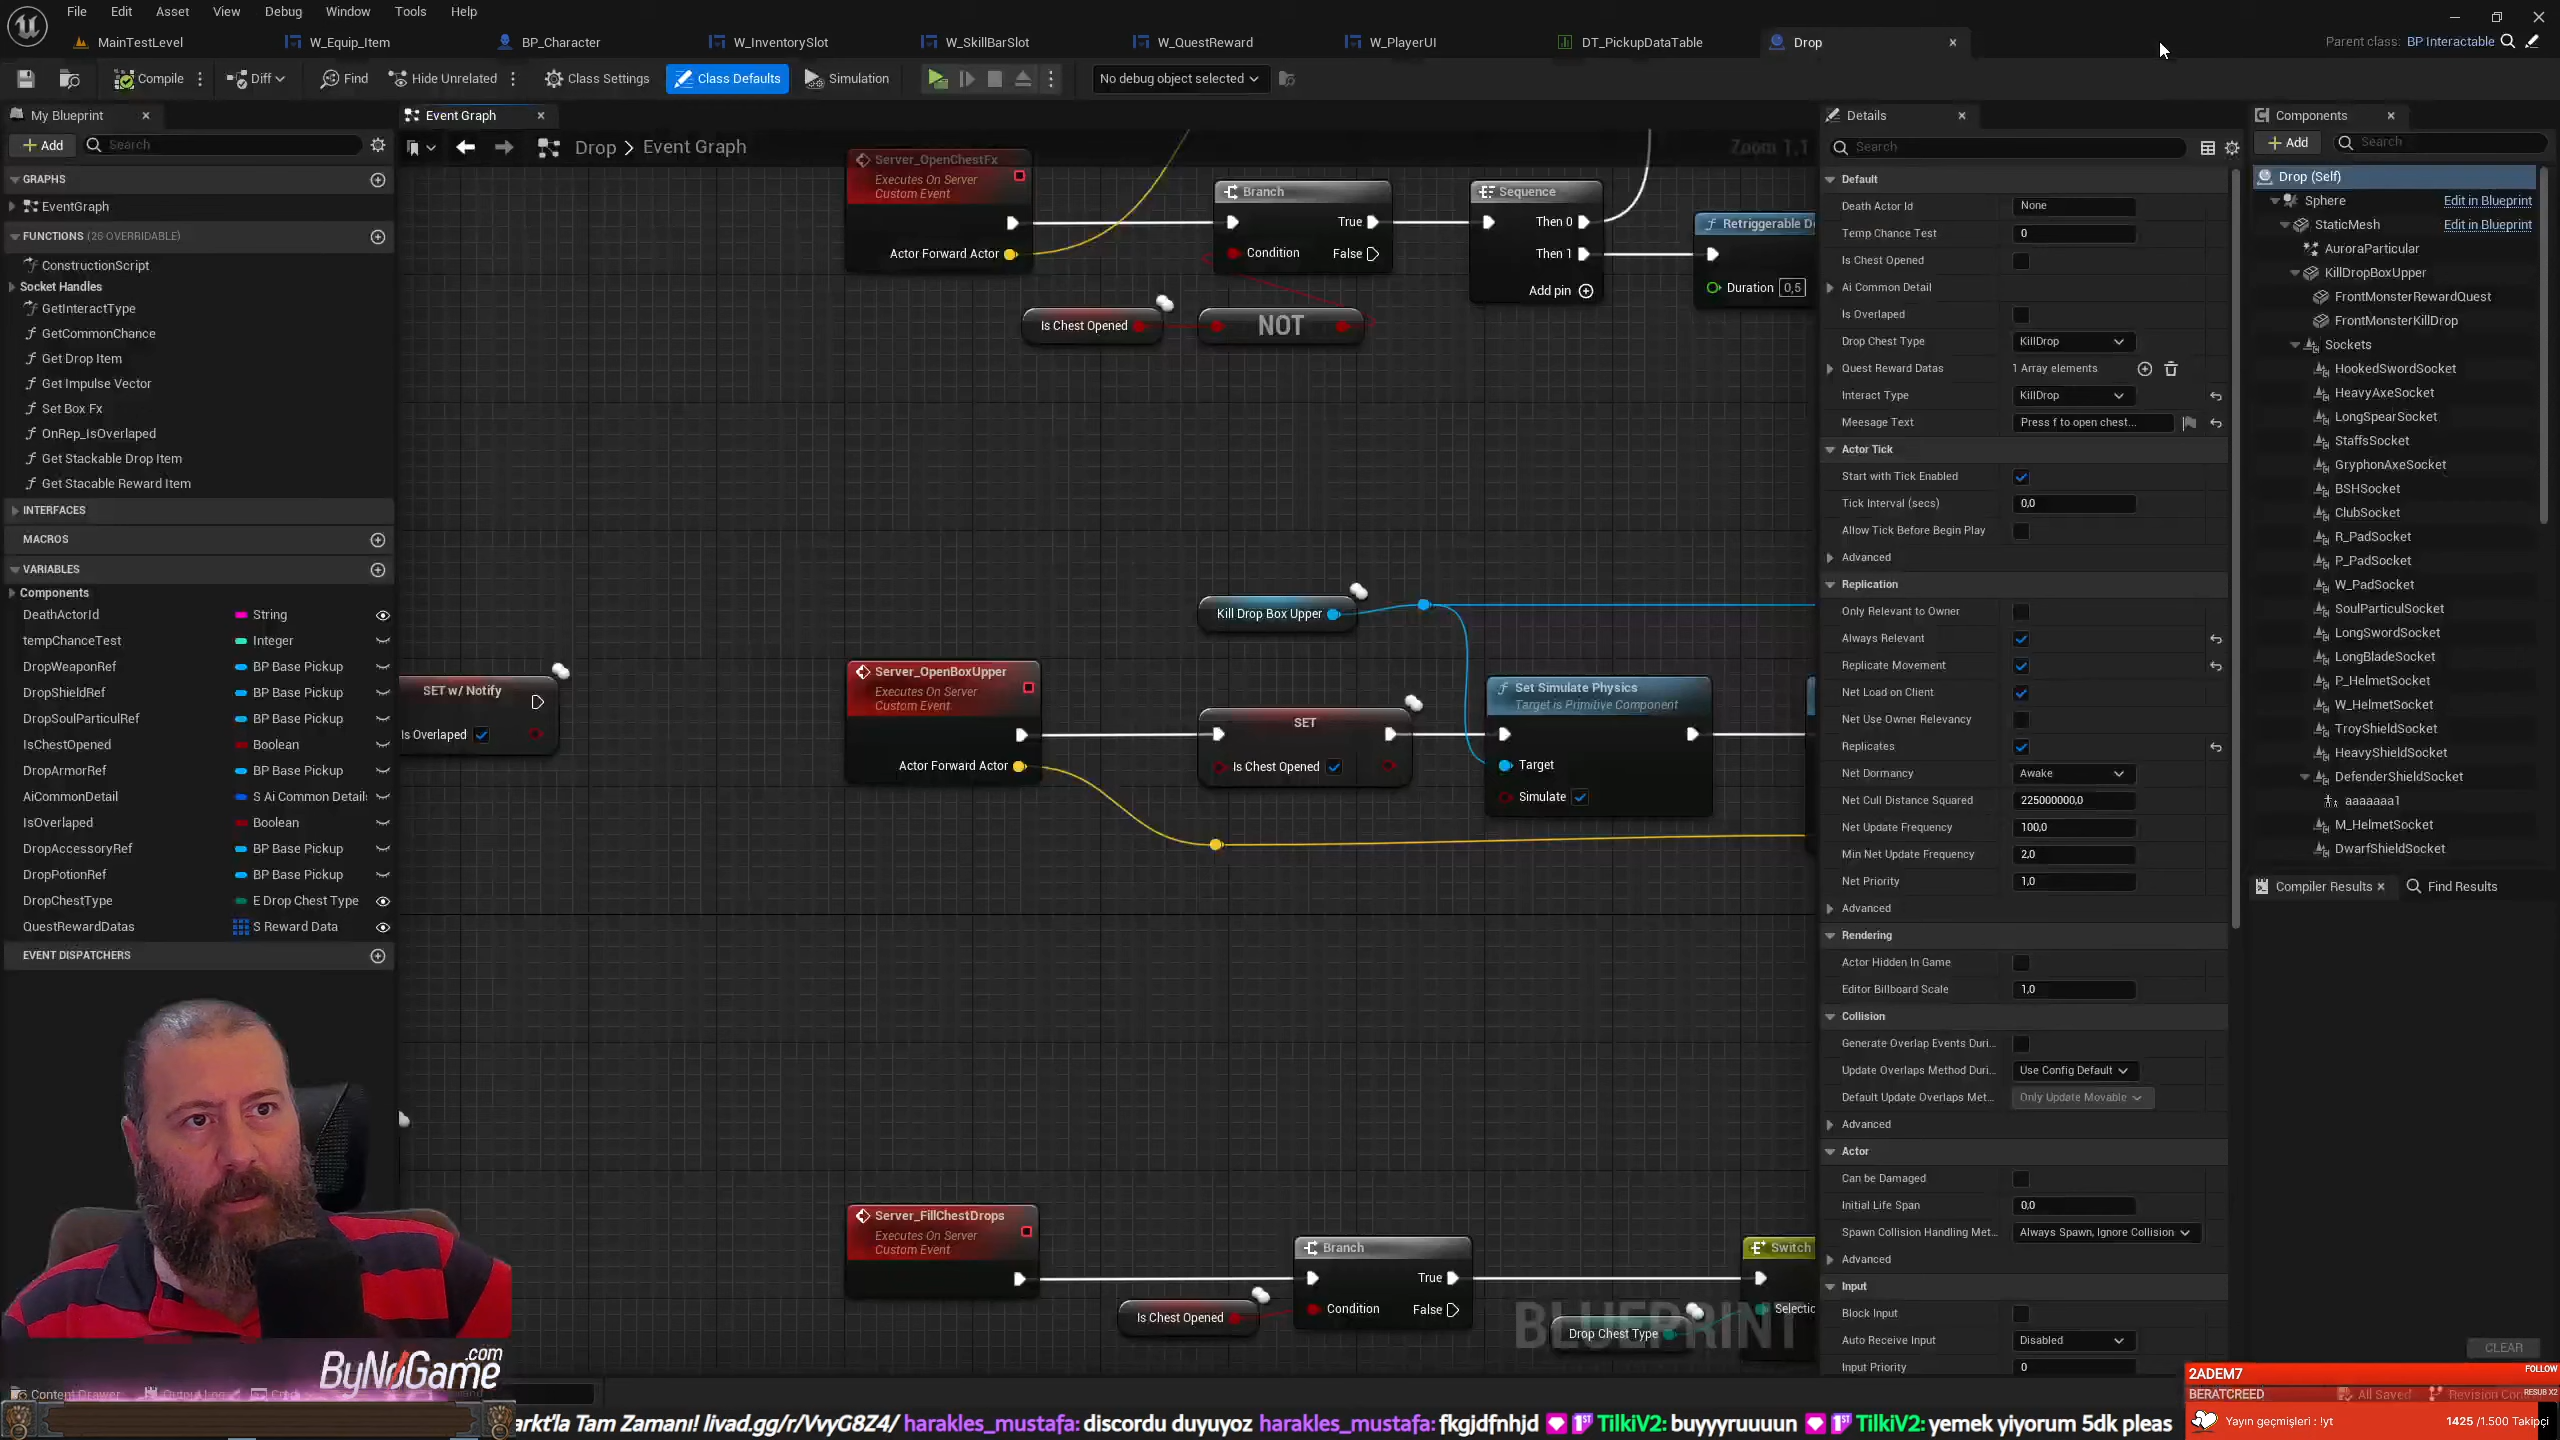 File Edit Asset View Debug Window Tools Help
MainTestLevel W_Equip_Item BP_Character W_InventorySlot W_SkillBarSlot W_QuestReward W_PlayerUI DT_PickupDataTable Drop
Parent class: BP Interactable
Compile Diff Find Hide Unrelated Class Settings Class Defaults Simulation No debug object selected
My Blueprint
Add Search
GRAPHS
EventGraph
FUNCTIONS (26 OVERRIDABLE)
ConstructionScript
Socket Handles
GetInteractType
GetCommonChance
Get Drop Item
Get Impulse Vector
Set Box Fx
OnRep_IsOverlaped
Get Stackable Drop Item
Get Stacable Reward Item
INTERFACES
MACROS
VARIABLES
Components
DeathActorId String
tempChanceTest Integer
DropWeaponRef BP Base Pickup
DropShieldRef BP Base Pickup
DropSoulParticulRef BP Base Pickup
IsChestOpened Boolean
DropArmorRef BP Base Pickup
AiCommonDetail S Ai Common Details
IsOverlaped Boolean
DropAccessoryRef BP Base Pickup
DropPotionRef BP Base Pickup
DropChestType E Drop Chest Type
QuestRewardDatas S Reward Data
EVENT DISPATCHERS
Event Graph
Drop > Event Graph
Zoom 1.1
Server_OpenChestFx
Executes On Server
Custom Event
Actor Forward Actor
Branch
True
Condition False
Sequence
Then 0
Then 1
Add pin
Retriggerable D
Duration 0,5
Is Chest Opened
NOT
Kill Drop Box Upper
SET w/ Notify
Is Overlaped
Server_OpenBoxUpper
Executes On Server
Custom Event
Actor Forward Actor
SET
Is Chest Opened
Set Simulate Physics
Target is Primitive Component
Target
Simulate
Server_FillChestDrops
Executes On Server
Custom Event
Branch
True
Condition False
Is Chest Opened
Drop Chest Type
Switch
Selectio
BLUEPRINT
Details
Search
Default
Death Actor Id None
Temp Chance Test 0
Is Chest Opened
Ai Common Detail
Is Overlaped
Drop Chest Type KillDrop
Quest Reward Datas 1 Array elements
Interact Type KillDrop
Meesage Text Press f to open chest...
Actor Tick
Start with Tick Enabled
Tick Interval (secs) 0,0
Allow Tick Before Begin Play
Advanced
Replication
Only Relevant to Owner
Always Relevant
Replicate Movement
Net Load on Client
Net Use Owner Relevancy
Replicates
Net Dormancy Awake
Net Cull Distance Squared 225000000,0
Net Update Frequency 100,0
Min Net Update Frequency 2,0
Net Priority 1,0
Advanced
Rendering
Actor Hidden In Game
Editor Billboard Scale 1,0
Collision
Generate Overlap Events Duri...
Update Overlaps Method Duri... Use Config Default
Default Update Overlaps Met... Only Update Movable
Advanced
Actor
Can be Damaged
Initial Life Span 0,0
Spawn Collision Handling Met... Always Spawn, Ignore Collision
Advanced
Input
Block Input
Auto Receive Input Disabled
Input Priority 0
Components
Add Search
Drop (Self)
Sphere Edit in Blueprint
StaticMesh Edit in Blueprint
AuroraParticular
KillDropBoxUpper
FrontMonsterRewardQuest
FrontMonsterKillDrop
Sockets
HookedSwordSocket
HeavyAxeSocket
LongSpearSocket
StaffsSocket
GryphonAxeSocket
BSHSocket
ClubSocket
R_PadSocket
P_PadSocket
W_PadSocket
SoulParticulSocket
LongSwordSocket
LongBladeSocket
P_HelmetSocket
W_HelmetSocket
TroyShieldSocket
HeavyShieldSocket
DefenderShieldSocket
aaaaaaa1
M_HelmetSocket
DwarfShieldSocket
Compiler Results Find Results
CLEAR
ByNoGame.com
Content Drawer Output Log
2ADEM7 FOLLOW
BERATCREED RESUB X2
All Saved Revision Con
Yayın geçmişleri : !yt 1425 /1.500 Takipçi
arkt'la Tam Zamanı! livad.gg/r/VvyG8Z4/ harakles_mustafa: discordu duyuyoz harakles_mustafa: fkgjdfnhjd 1ST TilkiV2: buyyyruuuun 1ST TilkiV2: yemek yiyorum 5dk pleas